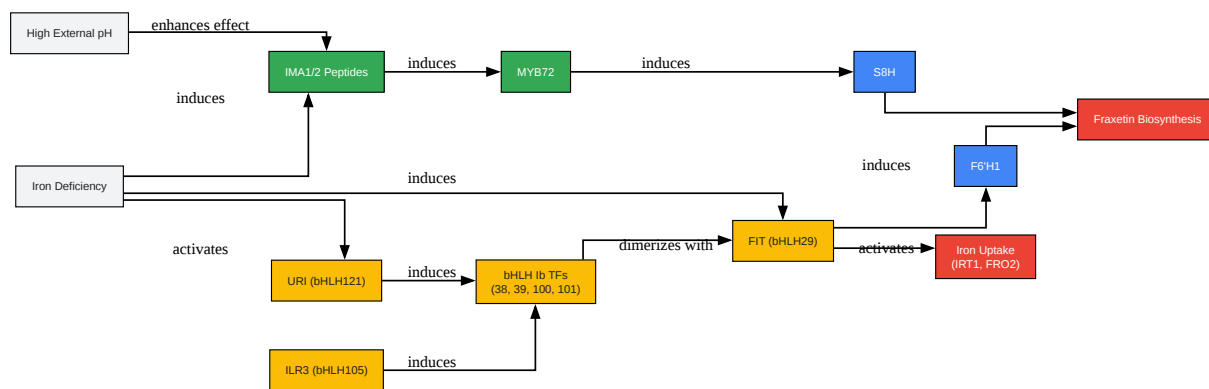 enhances effect
High External pH
IMA1/2 Peptides
induces
MYB72
induces
S8H
induces
Fraxetin Biosynthesis
induces
F6'H1
Iron Deficiency
induces
activates
FIT (bHLH29)
dimerizes with
activates
Iron Uptake
(IRT1, FRO2)
URI (bHLH121)
induces
bHLH Ib TFs
(38, 39, 100, 101)
ILR3 (bHLH105)
induces